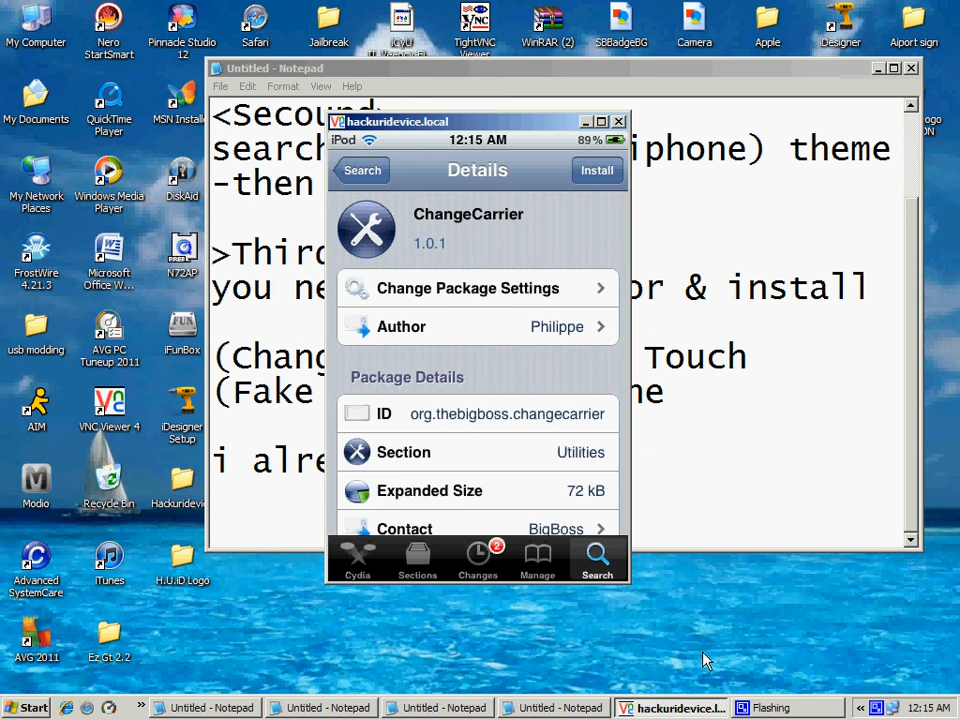 My Computer
Nero StartSmart
Pinnacle Studio 12
Safari
Jailbreak
TightVNC Viewer
WinRAR (2)
SBBadgeBG
Camera
Apple
iDesigner
Aiport sign
My Documents
QuickTime Player
MSN Installe
My Network Places
Windows Media Player
DiskAid
FrostWire 4.21.3
Microsoft Office W...
N72AP
usb modding
AVG PC Tuneup 2011
iFunBox
AIM
VNC Viewer 4
iDesigner Setup
Modio
Recycle Bin
Hackuridevi
Advanced SystemCare
iTunes
H.U.iD Logo
AVG 2011
Ez Gt 2.2
Untitled - Notepad
File Edit Format View Help
<Secound>
search iphone) theme
-then
>Third
you ne or & install
(Chang Touch
(Fake me
i alre
hackuridevice.local
iPod 12:15 AM 89%
Search Details Install
ChangeCarrier
1.0.1
Change Package Settings
Author Philippe
Package Details
ID org.thebigboss.changecarrier
Section Utilities
Expanded Size 72 kB
Contact BigBoss
2
Cydia Sections Changes Manage Search
Start » Untitled - Notepad Untitled - Notepad Untitled - Notepad Untitled - Notepad hackuridevice.l... Flashing « 12:15 AM